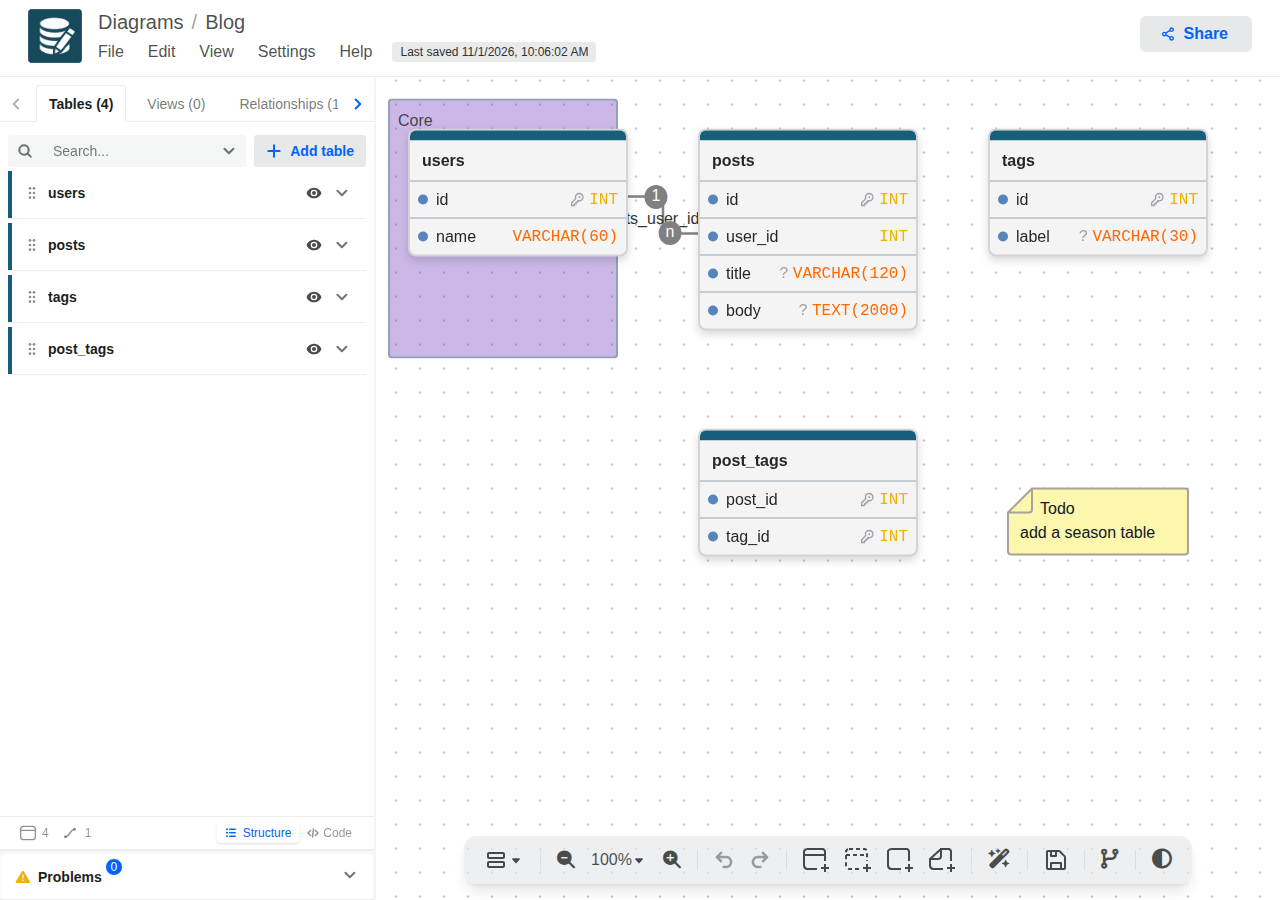 Diagrams / Blog
File Edit View Settings Help Last saved 11/1/2026, 10:06:02 AM
Share
Tables (4) Views (0) Relationships (1
Search... Add table
users
posts
tags
post_tags
4 1 Structure Code
Problems 0
Core
users
id INT
name VARCHAR(60)
1
ts_user_id
n
posts
id INT
user_id INT
title ? VARCHAR(120)
body ? TEXT(2000)
tags
id INT
label ? VARCHAR(30)
post_tags
post_id INT
tag_id INT
Todo
add a season table
100%